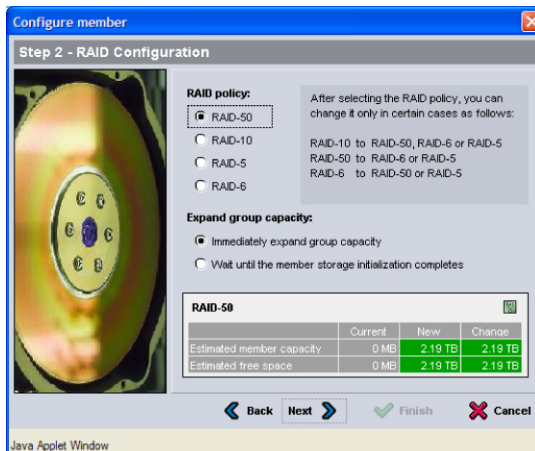 Configure member
Step 2 - RAID Configuration
RAID policy:
RAID-50
RAID-10
RAID-5
RAID-6
After selecting the RAID policy, you can
change it only in certain cases as follows:
RAID-10 to RAID-50, RAID-6 or RAID-5
RAID-50 to RAID-6 or RAID-5
RAID-6 to RAID-50 or RAID-5
Expand group capacity:
Immediately expand group capacity
Wait until the member storage initialization completes
RAID-50
Current New Change
Estimated member capacity 0 MB 2.19 TB 2.19 TB
Estimated free space 0 MB 2.19 TB 2.19 TB
Back Next Finish Cancel
Java Applet Window